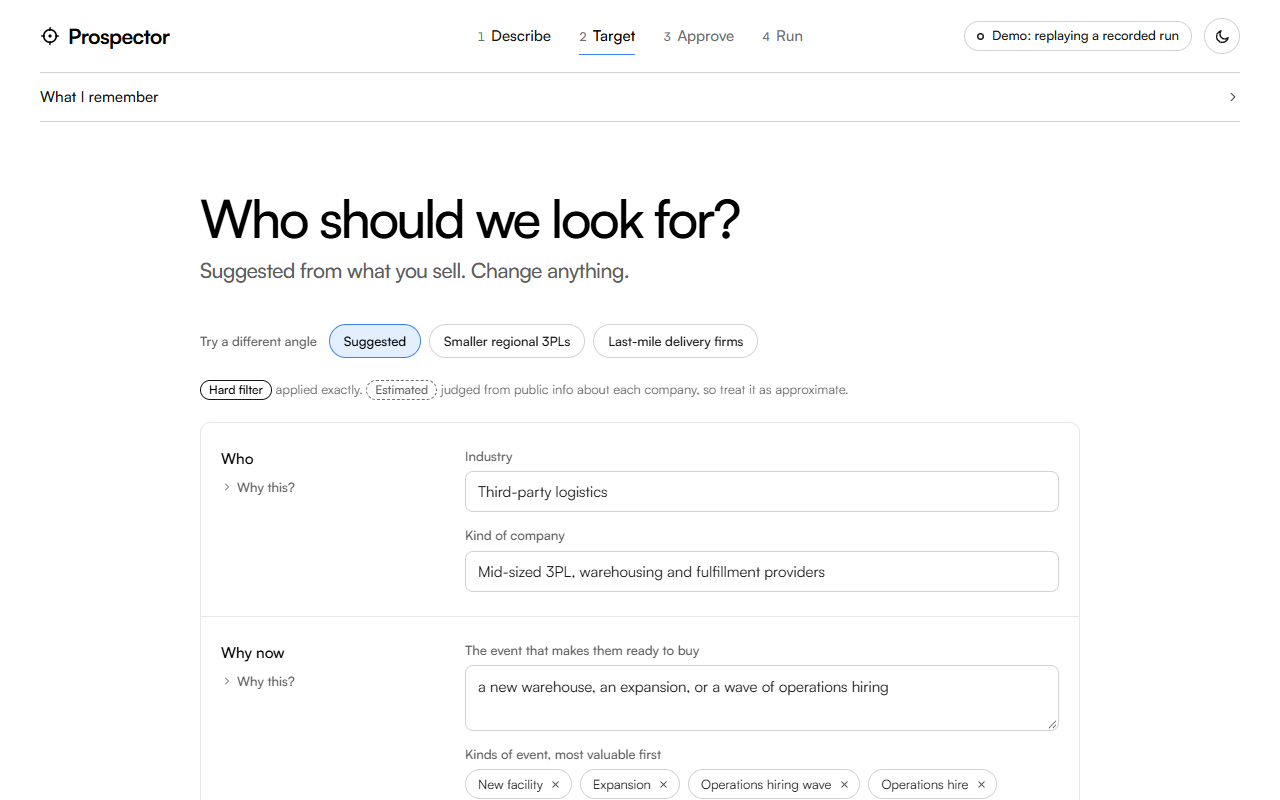 Prospector
1 Describe 2 Target 3 Approve 4 Run
Demo: replaying a recorded run
What I remember
Who should we look for?
Suggested from what you sell. Change anything.
Try a different angle Suggested Smaller regional 3PLs Last-mile delivery firms
Hard filter applied exactly. Estimated judged from public info about each company, so treat it as approximate.
Who
Why this?
Industry
Third-party logistics
Kind of company
Mid-sized 3PL, warehousing and fulfillment providers
Why now
Why this?
The event that makes them ready to buy
a new warehouse, an expansion, or a wave of operations hiring
Kinds of event, most valuable first
New facility × Expansion × Operations hiring wave × Operations hire ×